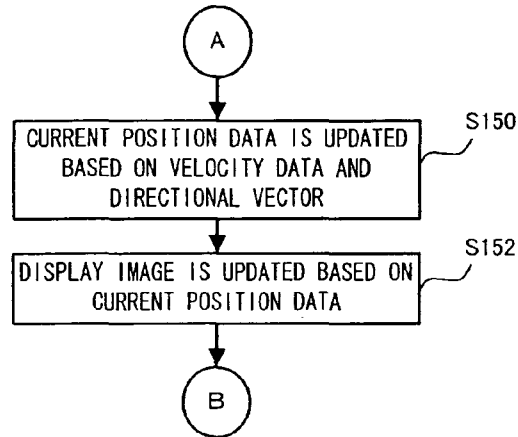 A
CURRENT POSITION DATA IS UPDATED
BASED ON VELOCITY DATA AND
DIRECTIONAL VECTOR
S150
DISPLAY IMAGE IS UPDATED BASED ON
CURRENT POSITION DATA
S152
B